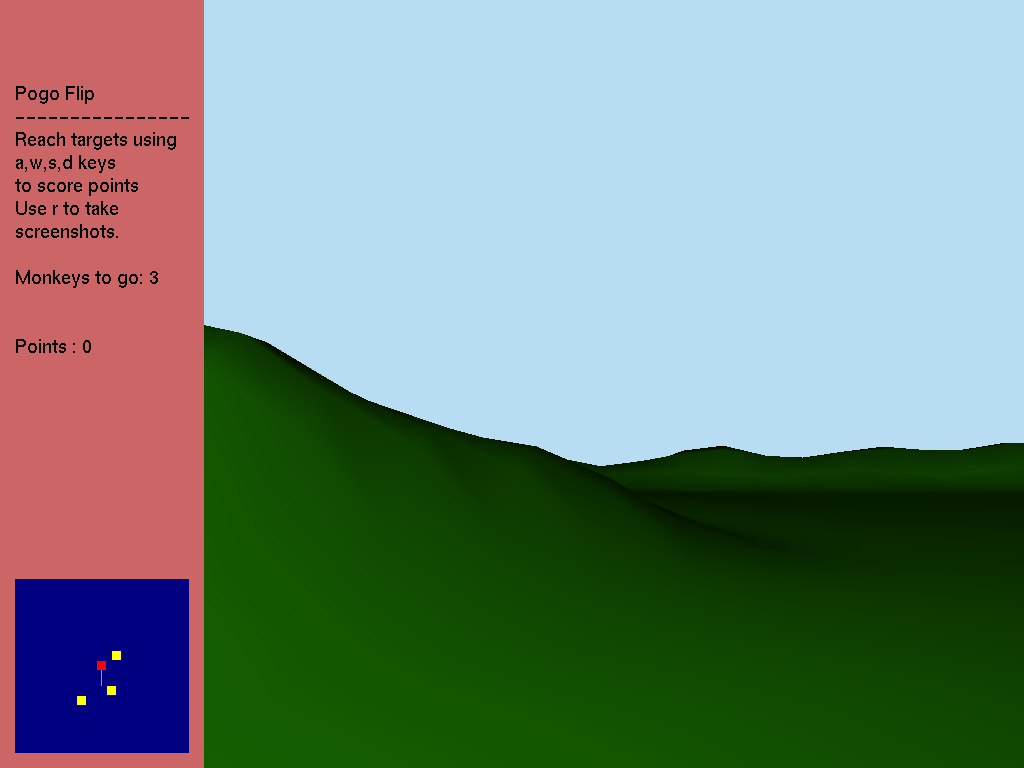 Pogo Flip
----------------
Reach targets using
a,w,s,d keys
to score points
Use r to take
screenshots.
Monkeys to go: 3
Points : 0